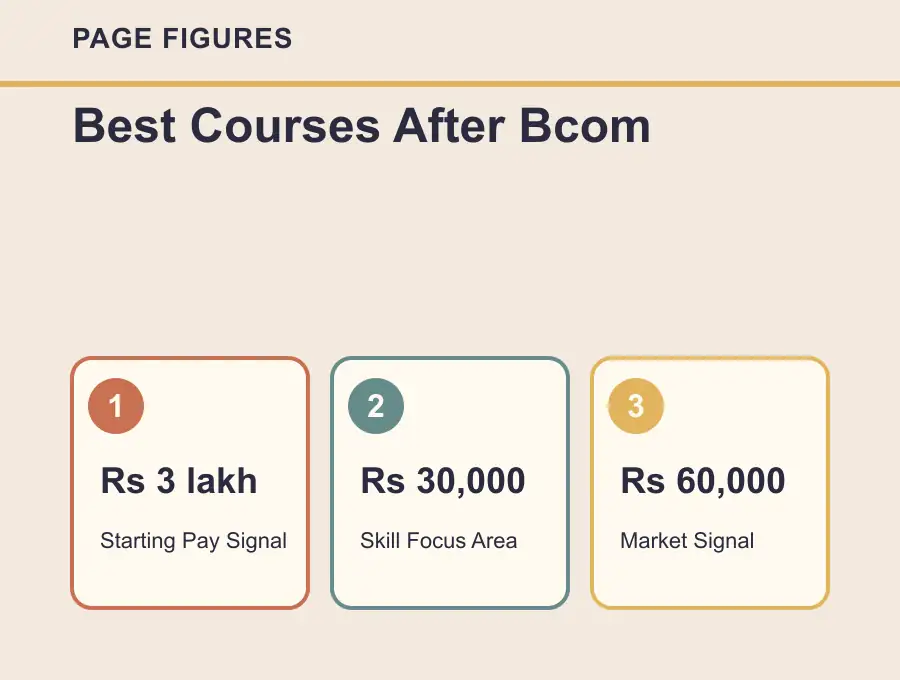 PAGE FIGURES
Best Courses After Bcom
1
Rs 3 lakh
Starting Pay Signal
2
Rs 30,000
Skill Focus Area
3
Rs 60,000
Market Signal